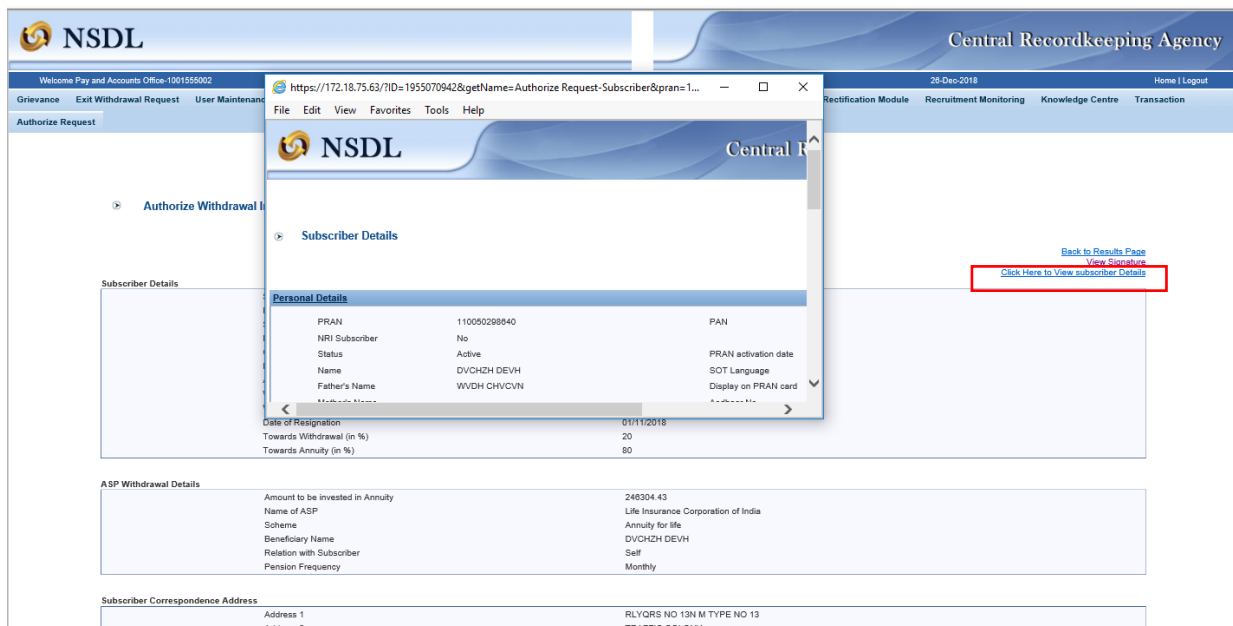 NSDL
Central Recordkeeping Agency
Welcome Pay and Accounts Office-1001555002
26-Dec-2018
Home | Logout
Grievance Exit Withdrawal Request User Maintenanc
Rectification Module Recruitment Monitoring Knowledge Centre Transaction
Authorize Request
https://172.18.75.63/?ID=1955070942&getName=Authorize Request-Subscriber&pran=1...
File Edit View Favorites Tools Help
NSDL
Central R
Subscriber Details
Personal Details
PRAN 110050298640 PAN
NRI Subscriber No
Status Active PRAN activation date
Name DVCHZH DEVH SOT Language
Father's Name WVDH CHVCVN Display on PRAN card
Authorize Withdrawal I
Back to Results Page
View Signature
Click Here to View subscriber Details
Subscriber Details
Date of Resignation 01/11/2018
Towards Withdrawal (in %) 20
Towards Annuity (in %) 80
ASP Withdrawal Details
Amount to be invested in Annuity 246304.43
Name of ASP Life Insurance Corporation of India
Scheme Annuity for life
Beneficiary Name DVCHZH DEVH
Relation with Subscriber Self
Pension Frequency Monthly
Subscriber Correspondence Address
Address 1 RLYQRS NO 13N M TYPE NO 13